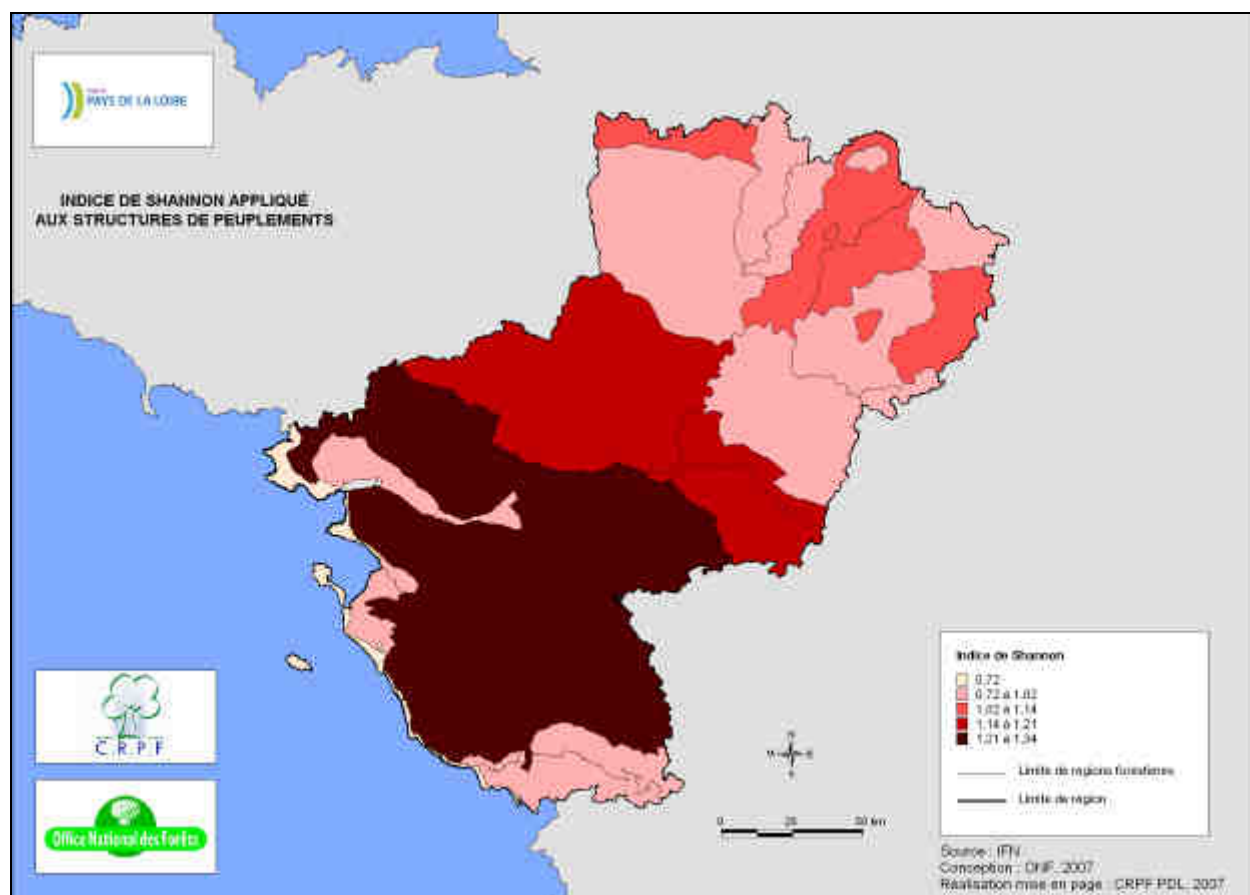 PAYS DE LA LOIRE
INDICE DE SHANNON APPLIQUÉ
AUX STRUCTURES DE PEUPLEMENTS
C.R.P.F
Office National des Forêts
Indice de Shannon
0,72
0,72 à 1,02
1,02 à 1,14
1,14 à 1,21
1,21 à 1,34
Limite de régions forestières
Limite de région
N
0 25 50 km
Source : IFN
Conception : ONF, 2007
Réalisation mise en page : CRPF PDL, 2007